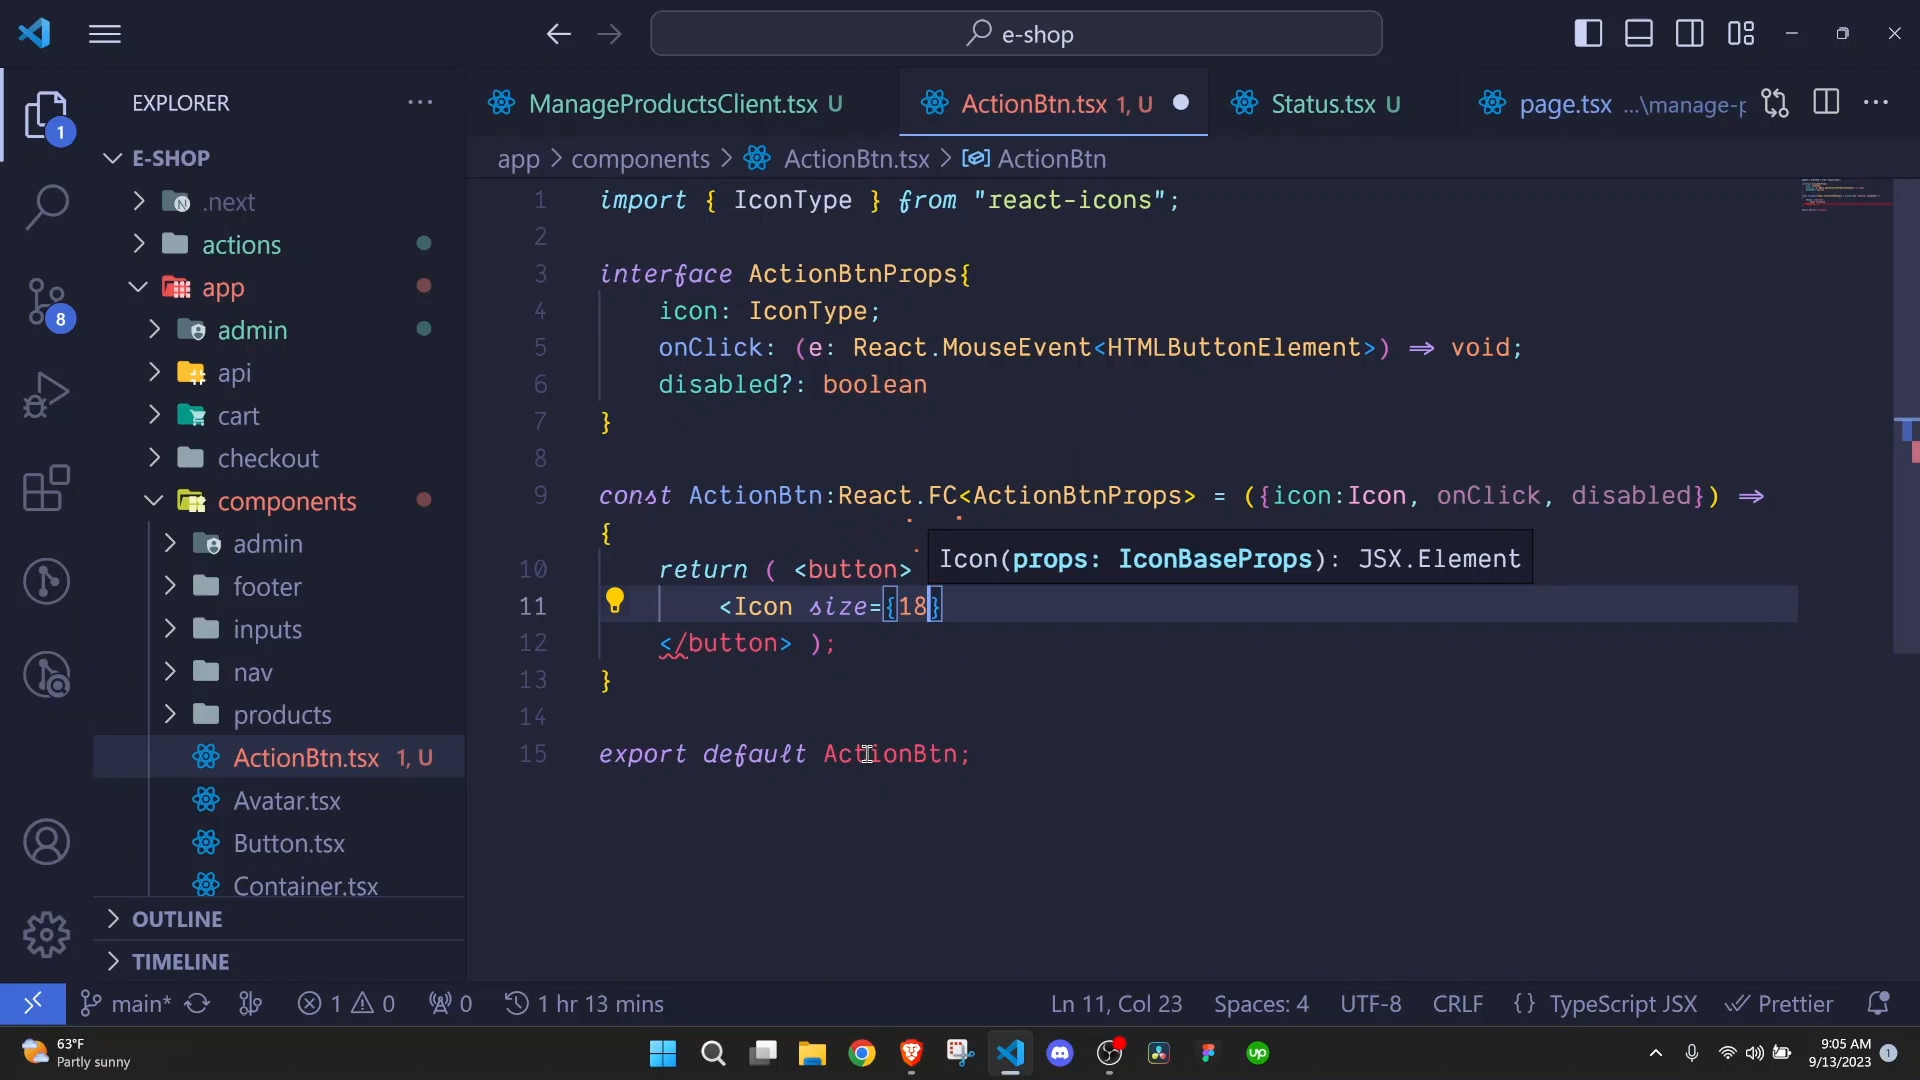 e-shop
EXPLORER
ManageProductsClient.tsx U
ActionBtn.tsx 1, U
Status.tsx U
page.tsx ...\manage-p
1
app > components > ActionBtn.tsx > ActionBtn
E-SHOP
.next
actions
app
admin
api
cart
checkout
components
admin
footer
inputs
nav
products
ActionBtn.tsx 1, U
Avatar.tsx
Button.tsx
Container.tsx
OUTLINE
TIMELINE
8
1 import { IconType } from "react-icons";
2
3 interface ActionBtnProps{
4 icon: IconType;
5 onClick: (e: React.MouseEvent<HTMLButtonElement>) => void;
6 disabled?: boolean
7 }
8
9 const ActionBtn:React.FC<ActionBtnProps> = ({icon:Icon, onClick, disabled}) =>
{
Icon(props: IconBaseProps): JSX.Element
10 return ( <button>
11 <Icon size={18}
12 </button> );
13 }
14
15 export default ActionBtn;
main* 1 0 0 1 hr 13 mins Ln 11, Col 23 Spaces: 4 UTF-8 CRLF {} TypeScript JSX Prettier
63°F
Partly sunny
up
9:05 AM
9/13/2023
1